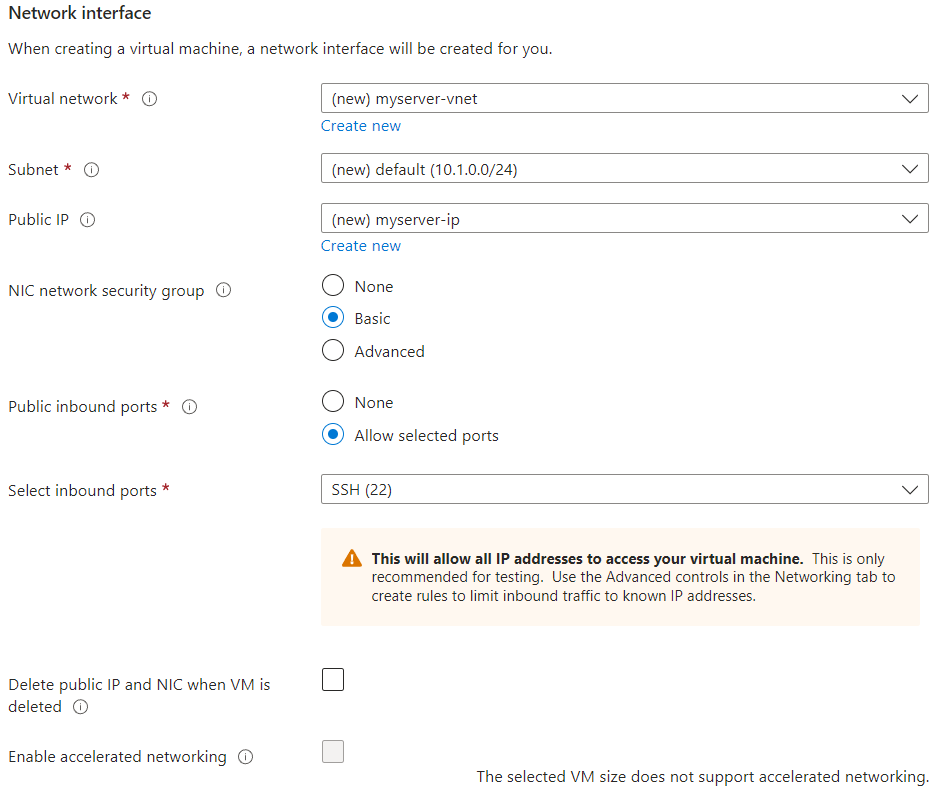 Network interface
When creating a virtual machine, a network interface will be created for you.
Virtual network *
(new) myserver-vnet
Create new
Subnet *
(new) default (10.1.0.0/24)
Public IP
(new) myserver-ip
Create new
NIC network security group
None
Basic
Advanced
Public inbound ports *
None
Allow selected ports
Select inbound ports *
SSH (22)
This will allow all IP addresses to access your virtual machine. This is only
recommended for testing. Use the Advanced controls in the Networking tab to
create rules to limit inbound traffic to known IP addresses.
Delete public IP and NIC when VM is
deleted
Enable accelerated networking
The selected VM size does not support accelerated networking.